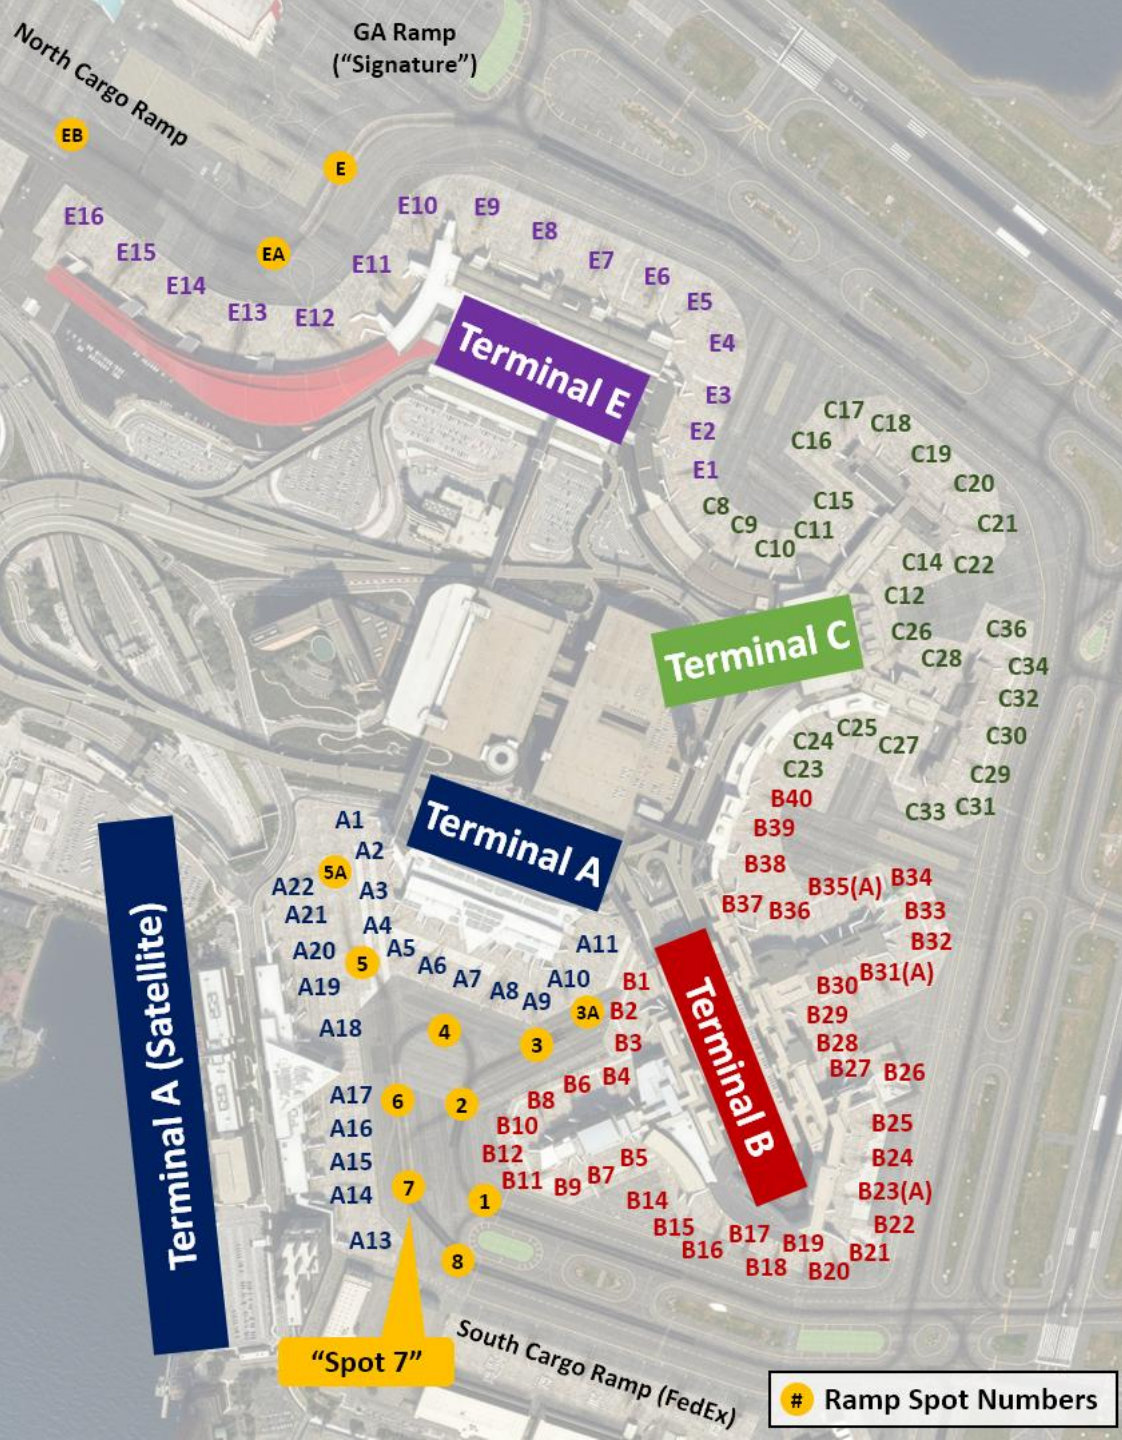 North Cargo Ramp
GA Ramp
(“Signature”)
EB
E
EA
E16
E15
E14
E13
E12
E11
E10
E9
E8
E7
E6
E5
E4
E3
E2
E1
Terminal E
C17
C18
C16
C19
C20
C15
C21
C8
C9
C11
C10
C14
C22
C12
C26
C36
C28
C34
C32
C30
C25
C24
C27
C23
C29
C31
C33
Terminal C
B40
B39
B38
B37
B36
B35(A)
B34
B33
B32
B31(A)
B30
B29
B28
B27
B26
B25
B24
B23(A)
B22
B21
B20
B19
B18
B17
B16
B15
B14
Terminal B
B1
B2
B3
B4
B6
B8
B10
B12
B11
B9
B7
B5
Terminal A
A1
A2
5A
A22
A3
A21
A4
A20
5
A5
A19
A6
A7
A8
A9
A10
A11
3A
A18
4
3
A17
6
2
A16
A15
A14
7
1
A13
8
Terminal A (Satellite)
“Spot 7”
South Cargo Ramp (FedEx)
# Ramp Spot Numbers